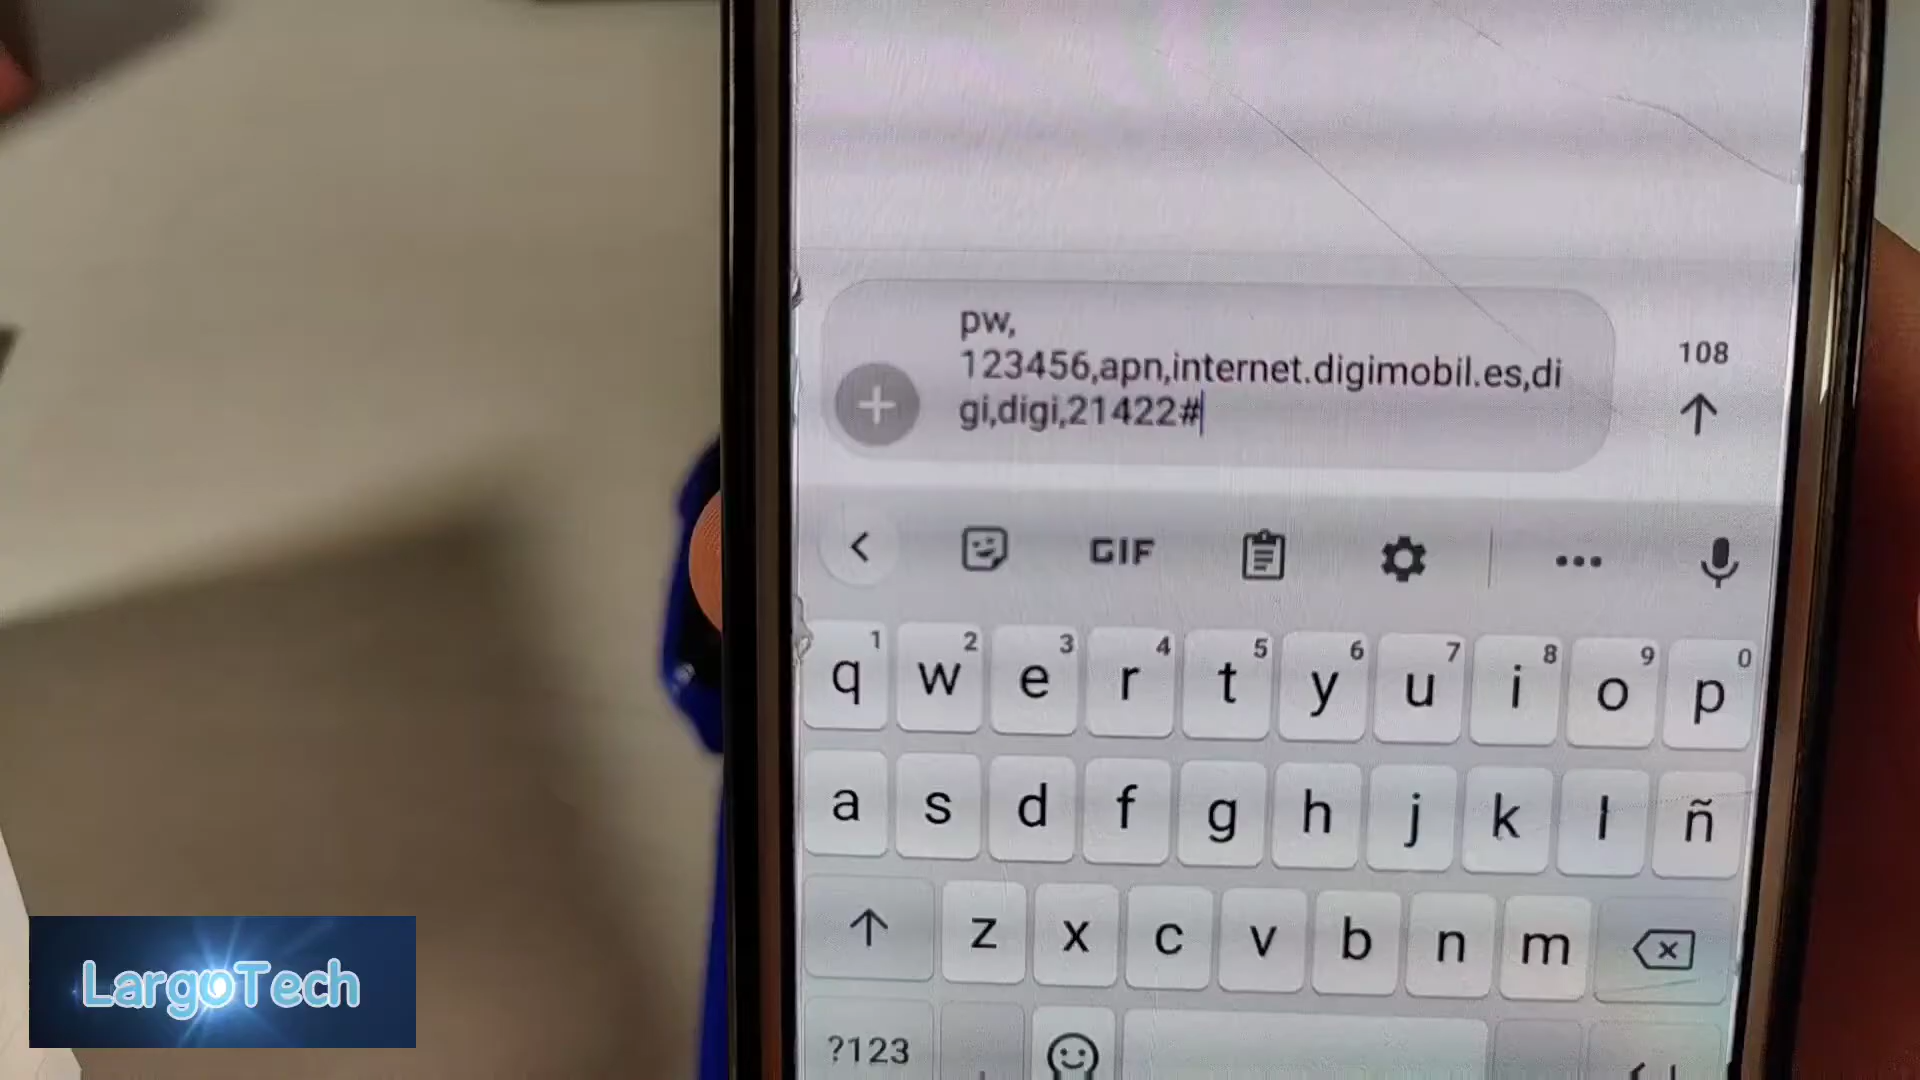 pw,
123456,apn,internet.digimobil.es,di
gi,digi,21422#
108
GIF
1 2 3 4 5 6 7 8 9 0
q w e r t y u i o p
a s d f g h j k l ñ
z x c v b n m
?123 ,
LargoTech